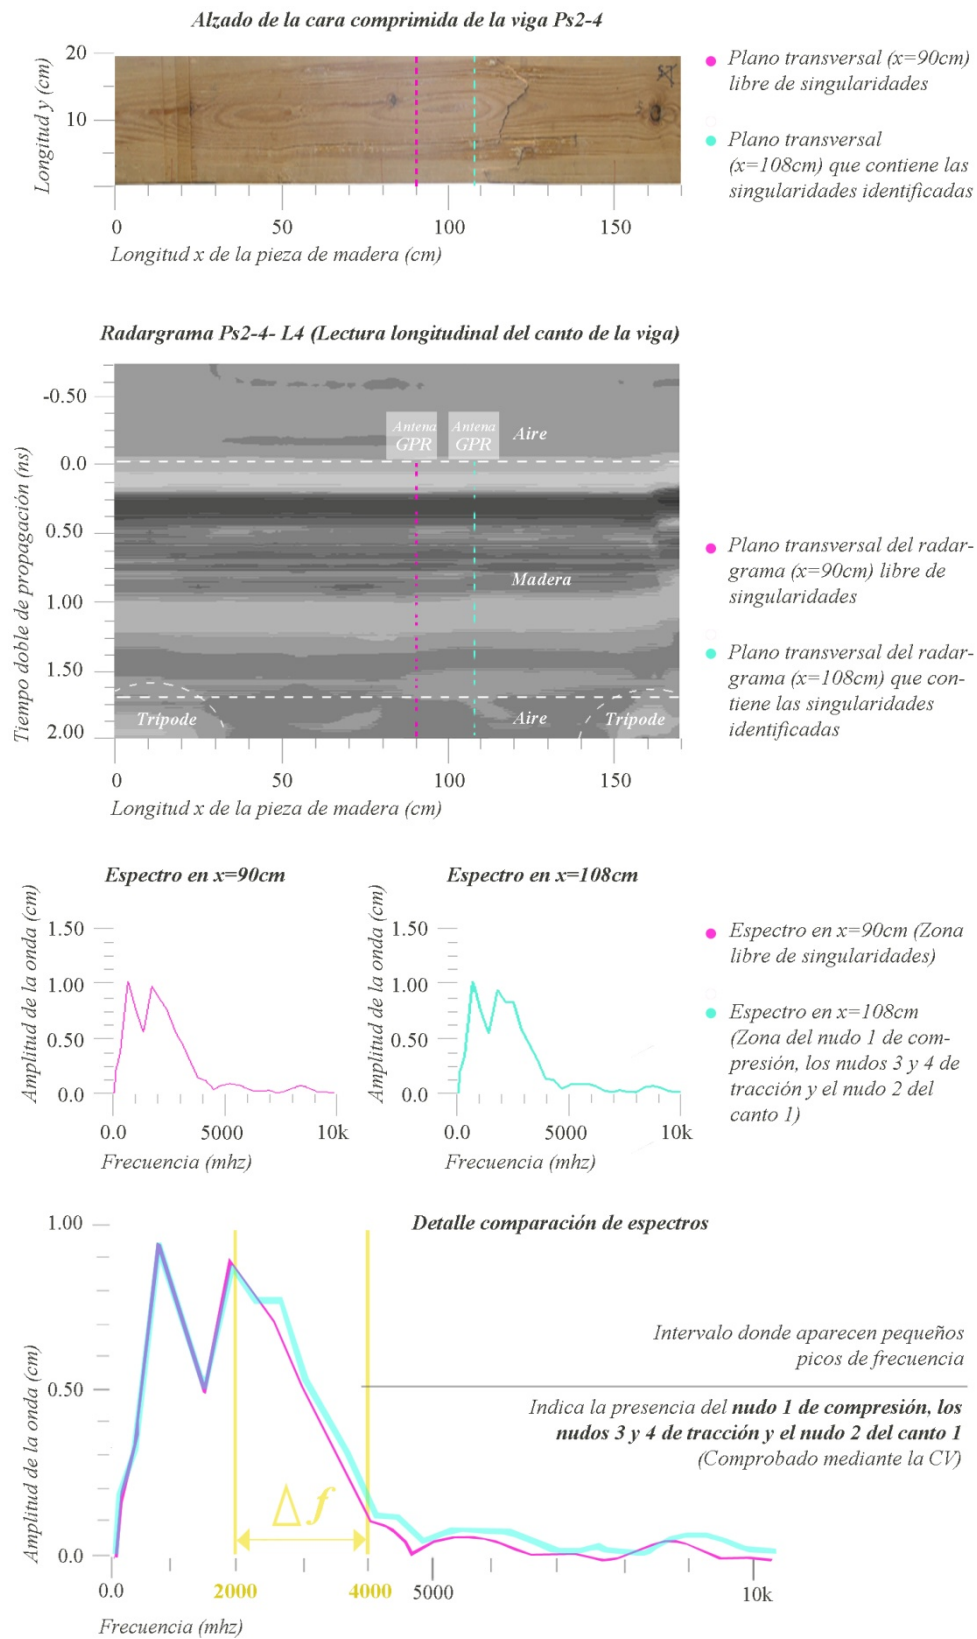 Alzado de la cara comprimida de la viga Ps2-4
Longitud y (cm)
20
10
0
50
100
150
Longitud x de la pieza de madera (cm)
Plano transversal (x=90cm)
libre de singularidades
Plano transversal
(x=108cm) que contiene las
singularidades identificadas
Radargrama Ps2-4- L4 (Lectura longitudinal del canto de la viga)
Tiempo doble de propagación (ns)
-0.50
0.0
0.50
1.00
1.50
2.00
Antena
GPR
Antena
GPR
Aire
Madera
Trípode
Aire
Trípode
0
50
100
150
Longitud x de la pieza de madera (cm)
Plano transversal del radar-
grama (x=90cm) libre de
singularidades
Plano transversal del radar-
grama (x=108cm) que con-
tiene las singularidades
identificadas
Espectro en x=90cm
Amplitud de la onda (cm)
1.50
1.00
0.50
0.0
0.0
5000
10k
Frecuencia (mhz)
Espectro en x=108cm
Amplitud de la onda (cm)
1.50
1.00
0.50
0.0
0.0
5000
10k
Frecuencia (mhz)
Espectro en x=90cm (Zona
libre de singularidades)
Espectro en x=108cm
(Zona del nudo 1 de com-
presión, los nudos 3 y 4 de
tracción y el nudo 2 del
canto 1)
Detalle comparación de espectros
Amplitud de la onda (cm)
1.00
0.50
0.0
Δ f
Intervalo donde aparecen pequeños
picos de frecuencia
Indica la presencia del nudo 1 de compresión, los
nudos 3 y 4 de tracción y el nudo 2 del canto 1
(Comprobado mediante la CV)
0.0
2000
4000
5000
10k
Frecuencia (mhz)